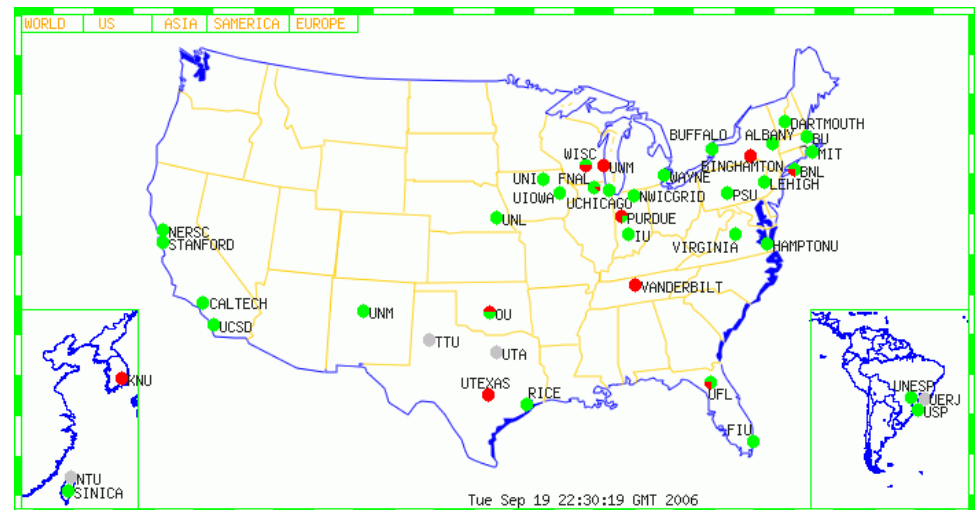 WORLD US ASIA SAMERICA EUROPE
DARTMOUTH
BUFFALO ALBANY BU
WISC MIT
UWM BINGHAMTON
FNAL WAYNE BNL
UNI LEHIGH
UIOWA UCHICAGO NWICGRID PSU
UNL PURDUE
NERSC IU
STANFORD VIRGINIA HAMPTONU
VANDERBILT
CALTECH
UNM OU
UCSD
TTU
UTA
KNU UTEXAS
RICE UFL UNESP
UERJ
USP
FIU
NTU
SINICA
Tue Sep 19 22:30:19 GMT 2006